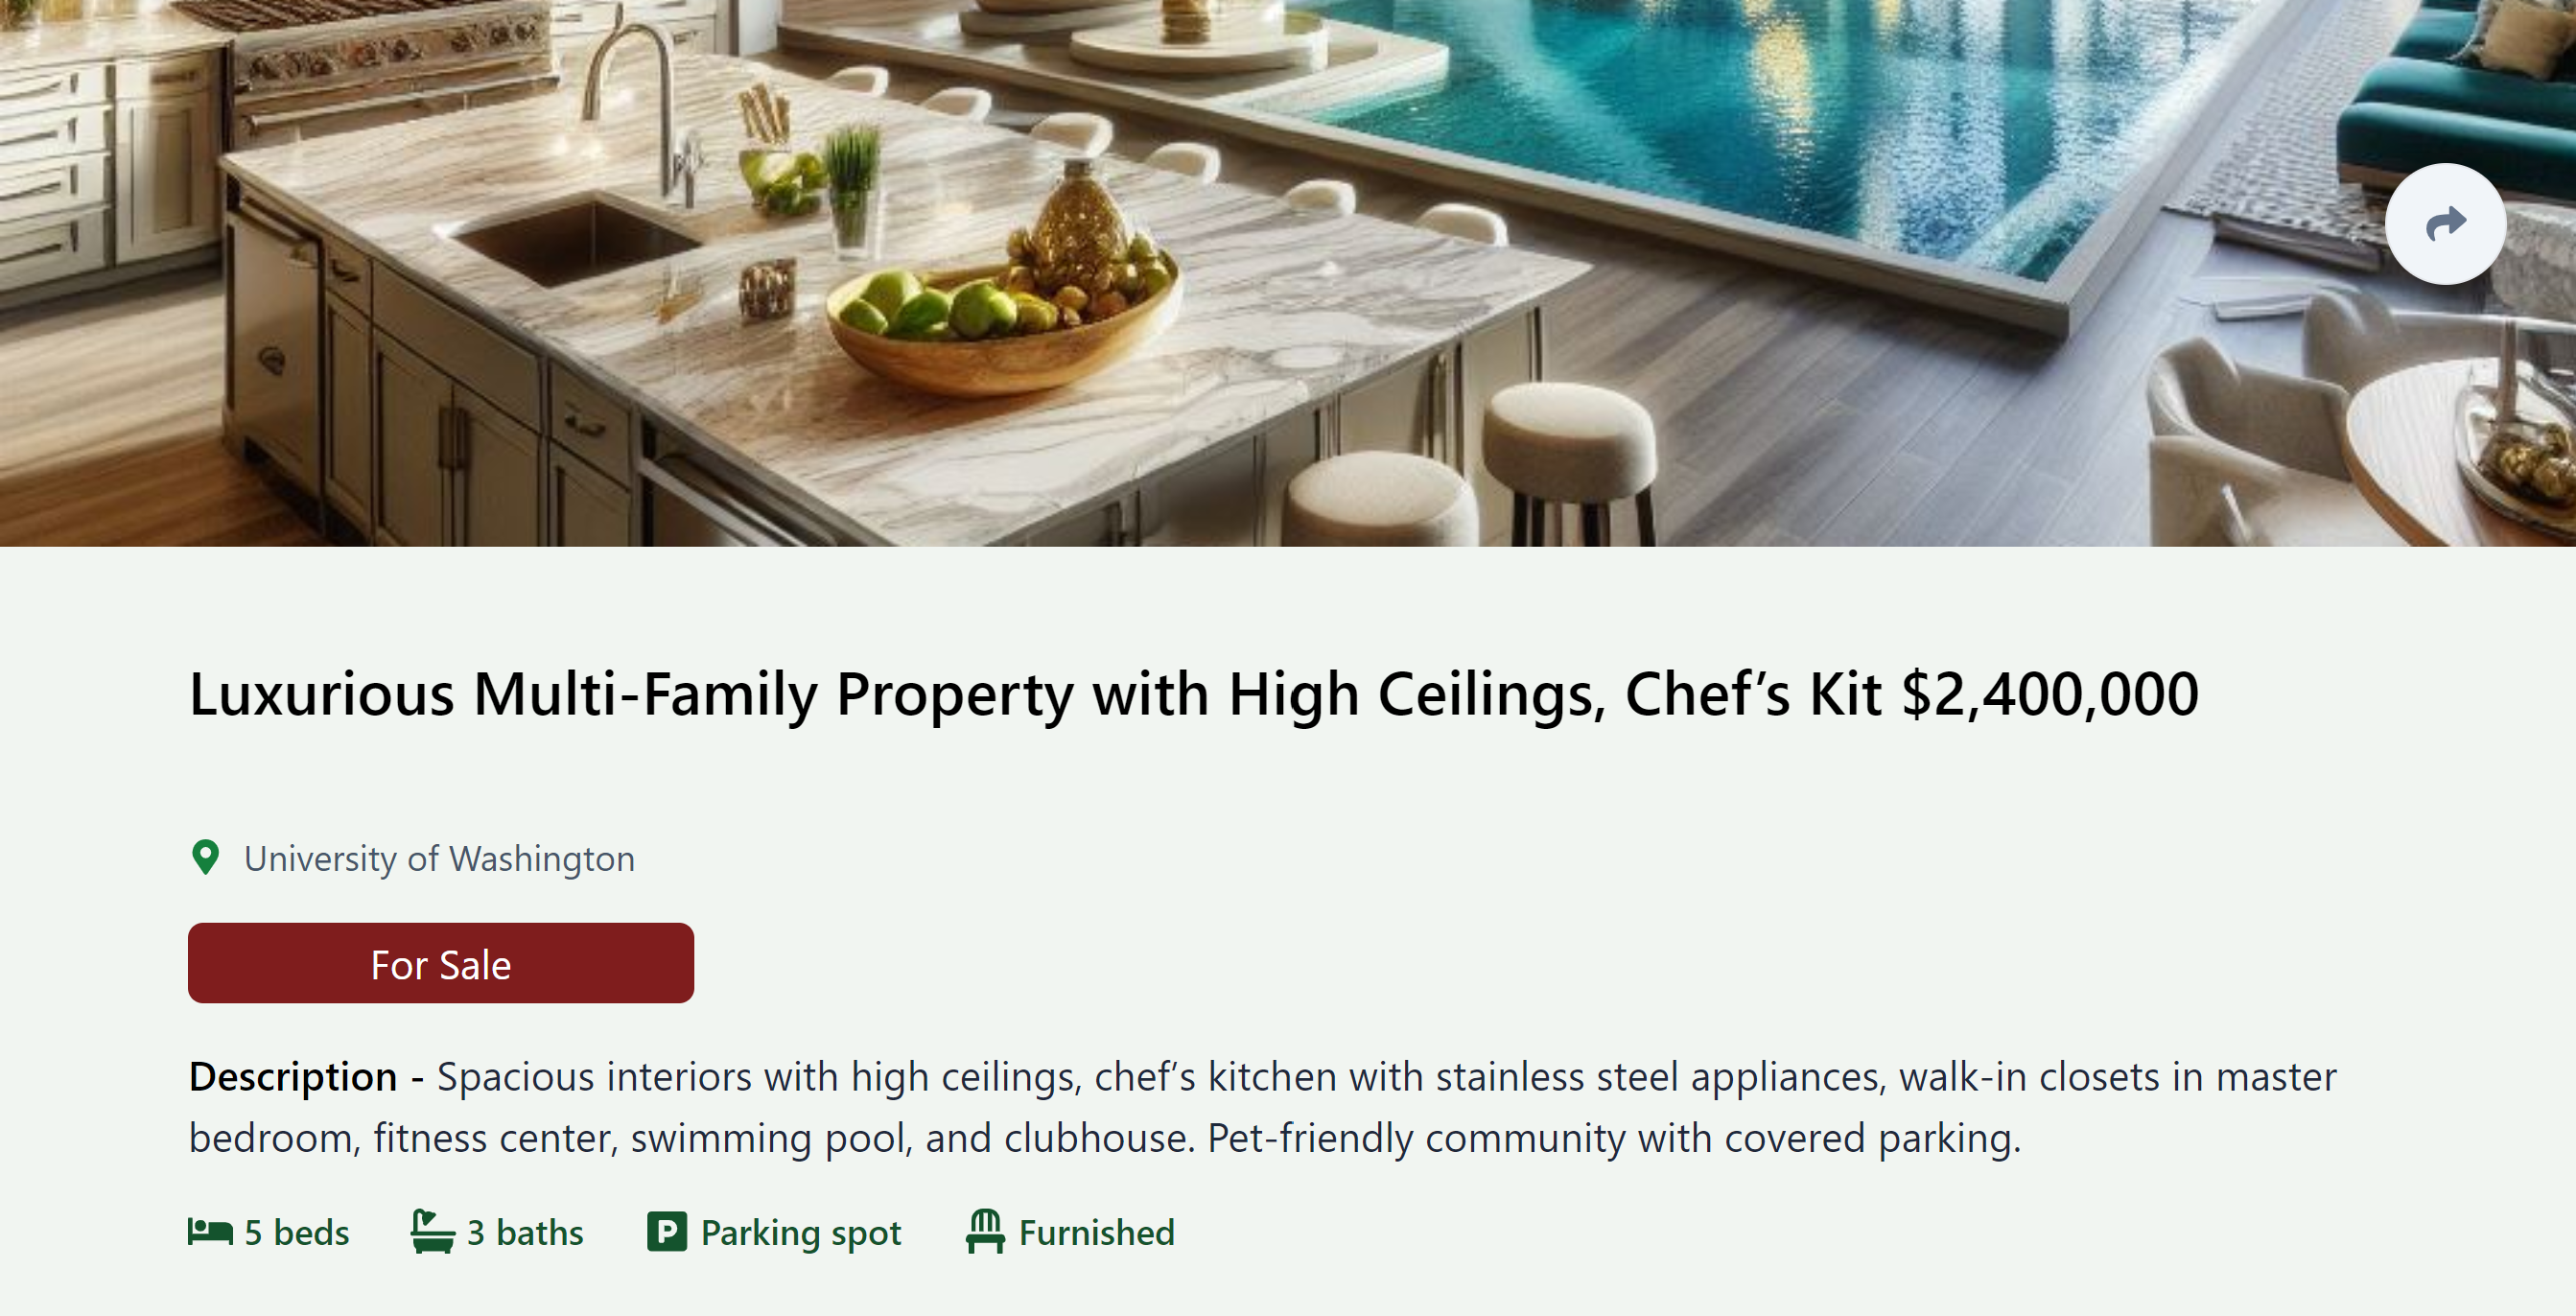 Luxurious Multi-Family Property with High Ceilings, Chef’s Kit $2,400,000
University of Washington
For Sale
Description - Spacious interiors with high ceilings, chef’s kitchen with stainless steel appliances, walk-in closets in master
bedroom, fitness center, swimming pool, and clubhouse. Pet-friendly community with covered parking.
5 beds 3 baths P Parking spot Furnished